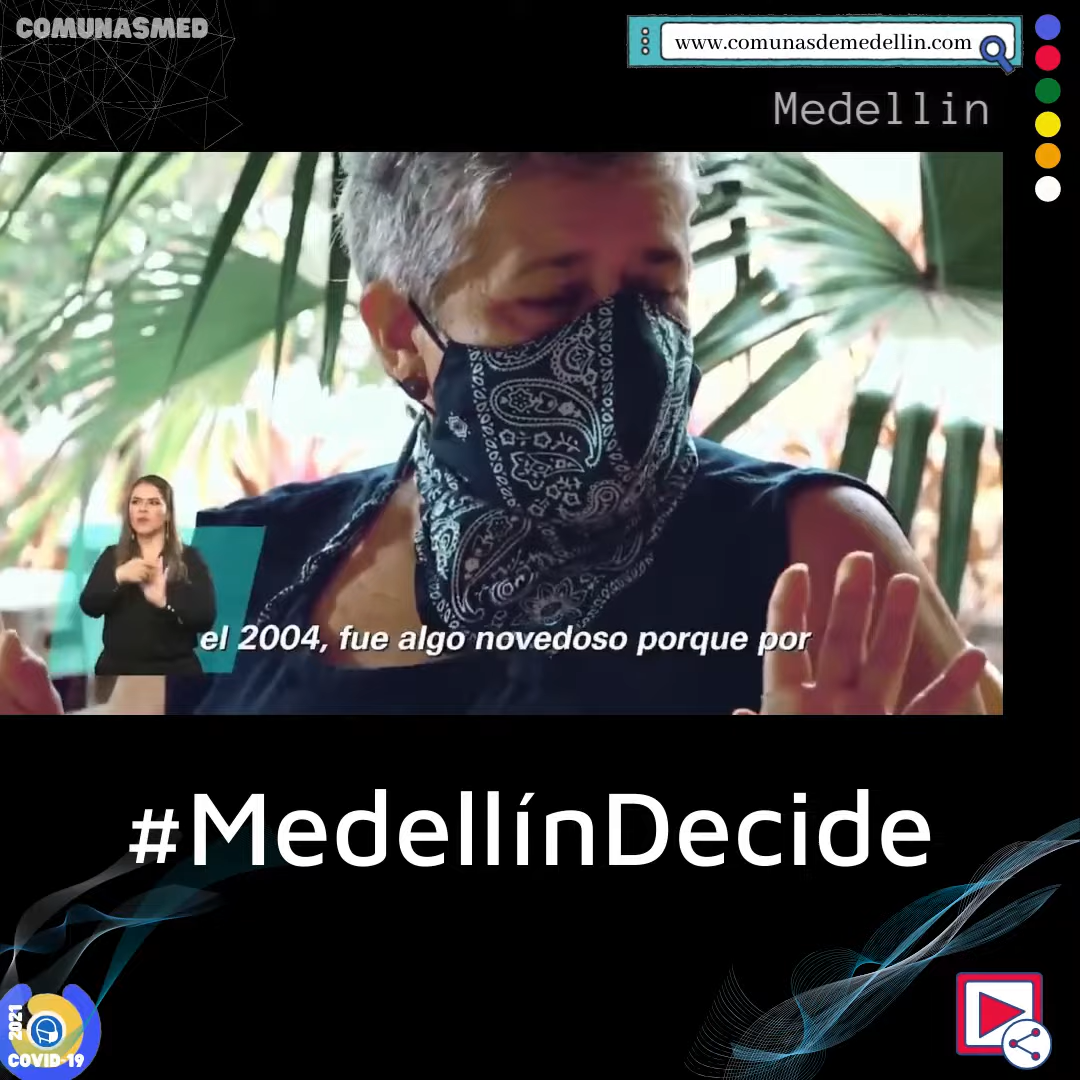 COMUNASMED
www.comunasdemedellin.com
Medellin
el 2004, fue algo novedoso porque por
#MedellínDecide
2021
COVID-19